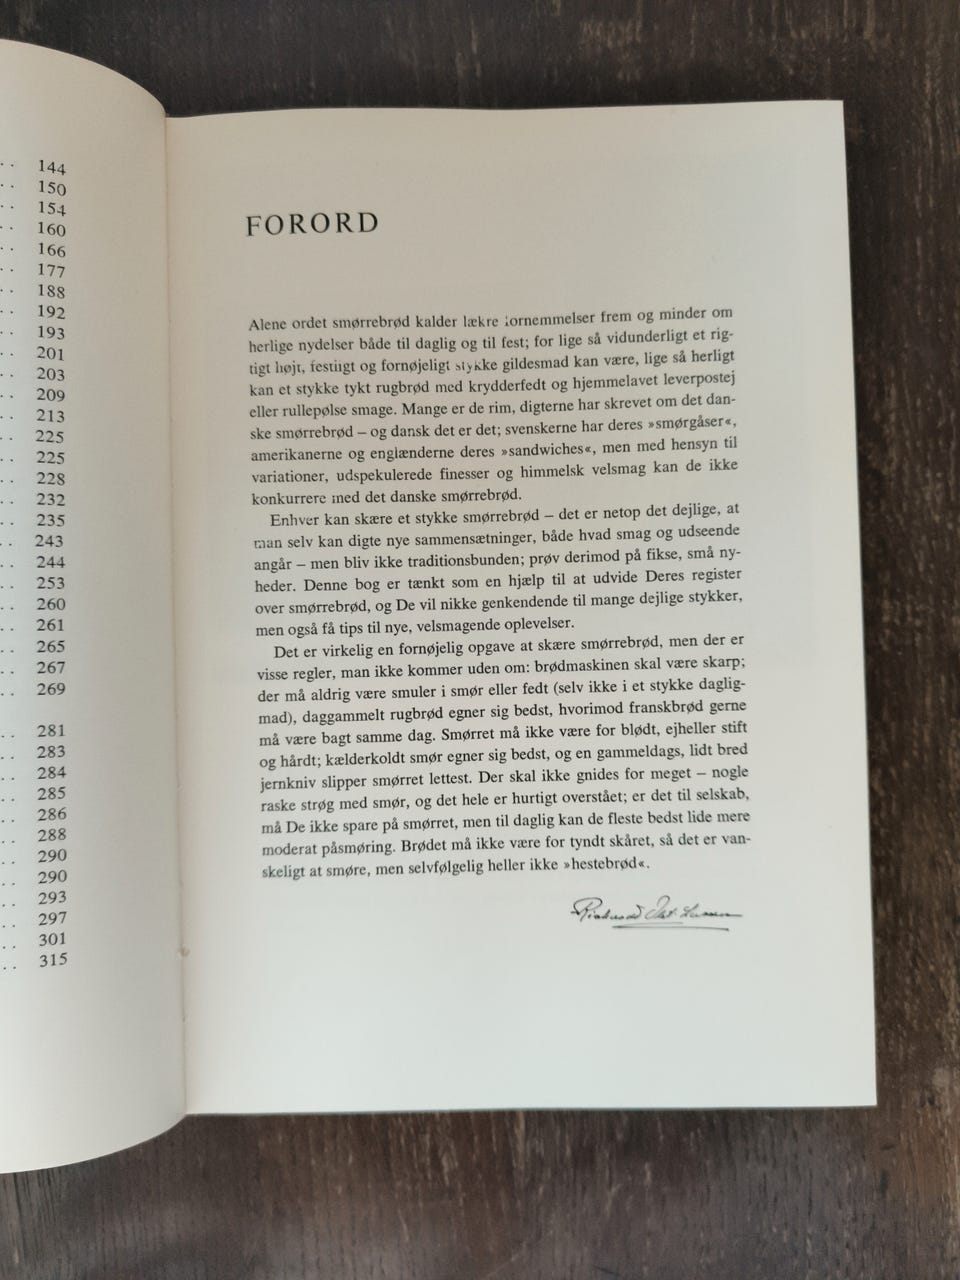 . . 144
. . 150
. . 154
. . 160
. . 166
. . 177
. . 188
. . 192
. . 193
. . 201
. . 203
. . 209
. . 213
. . 225
. . 225
. . 228
. . 232
. . 235
. . 243
. . 244
. . 253
. . 260
. . 261
. . 265
. . 267
. . 269
. . 281
. . 283
. . 284
. . 285
. . 286
. . 288
. . 290
. . 290
. . 293
. . 297
. . 301
. . 315
FORORD
Alene ordet smørrebrød kalder lækre fornemmelser frem og minder om
herlige nydelser både til daglig og til fest; for lige så vidunderligt et rig-
tigt højt, festligt og fornøjeligt stykke gildesmad kan være, lige så herligt
kan et stykke tykt rugbrød med krydderfedt og hjemmelavet leverpostej
eller rullepølse smage. Mange er de rim, digterne har skrevet om det dan-
ske smørrebrød – og dansk det er det; svenskerne har deres »smørgåser«,
amerikanerne og englænderne deres »sandwiches«, men med hensyn til
variationer, udspekulerede finesser og himmelsk velsmag kan de ikke
konkurrere med det danske smørrebrød.
Enhver kan skære et stykke smørrebrød – det er netop det dejlige, at
man selv kan digte nye sammensætninger, både hvad smag og udseende
angår – men bliv ikke traditionsbunden; prøv derimod på fikse, små ny-
heder. Denne bog er tænkt som en hjælp til at udvide Deres register
over smørrebrød, og De vil nikke genkendende til mange dejlige stykker,
men også få tips til nye, velsmagende oplevelser.
Det er virkelig en fornøjelig opgave at skære smørrebrød, men der er
visse regler, man ikke kommer uden om: brødmaskinen skal være skarp;
der må aldrig være smuler i smør eller fedt (selv ikke i et stykke daglig-
mad), daggammelt rugbrød egner sig bedst, hvorimod franskbrød gerne
må være bagt samme dag. Smørret må ikke være for blødt, ejheller stift
og hårdt; kælderkoldt smør egner sig bedst, og en gammeldags, lidt bred
jernkniv slipper smørret lettest. Der skal ikke gnides for meget – nogle
raske strøg med smør, og det hele er hurtigt overstået; er det til selskab,
må De ikke spare på smørret, men til daglig kan de fleste bedst lide mere
moderat påsmøring. Brødet må ikke være for tyndt skåret, så det er van-
skeligt at smøre, men selvfølgelig heller ikke »hestebrød«.